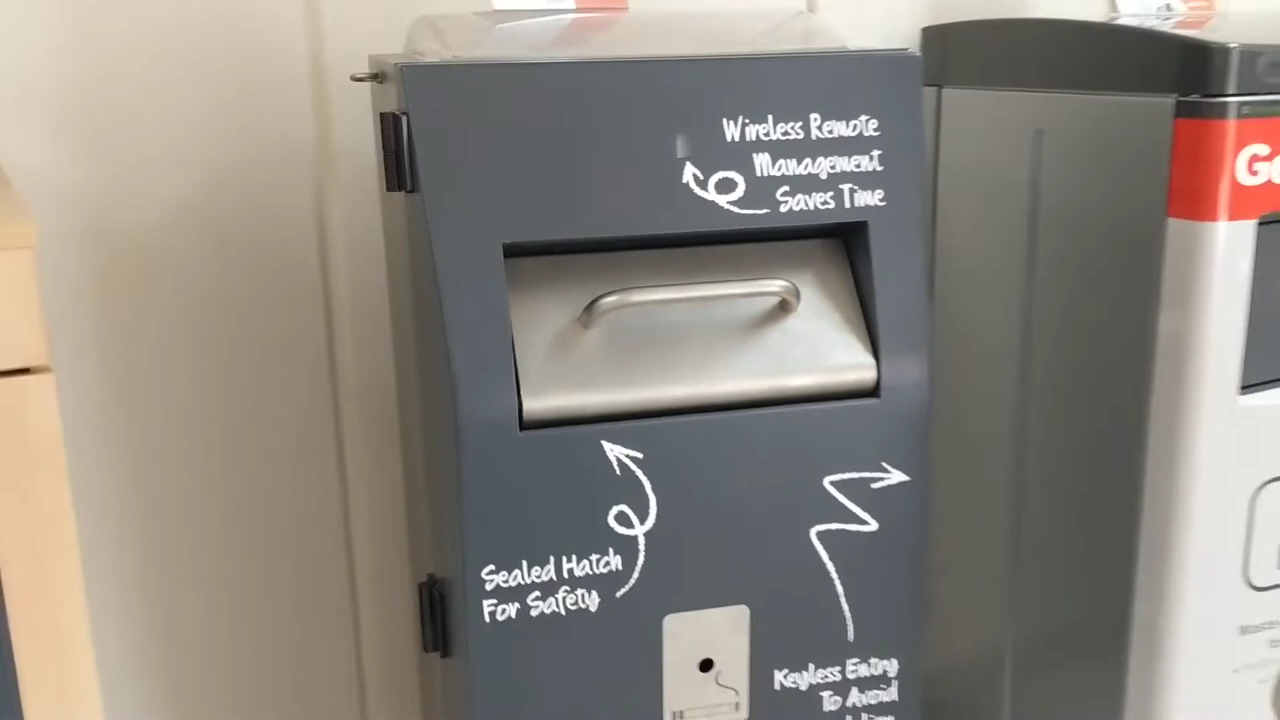 Wireless Remote
Management
Saves Time
Ge
Sealed Hatch
For Safety
Keyless Entry
To Avoid